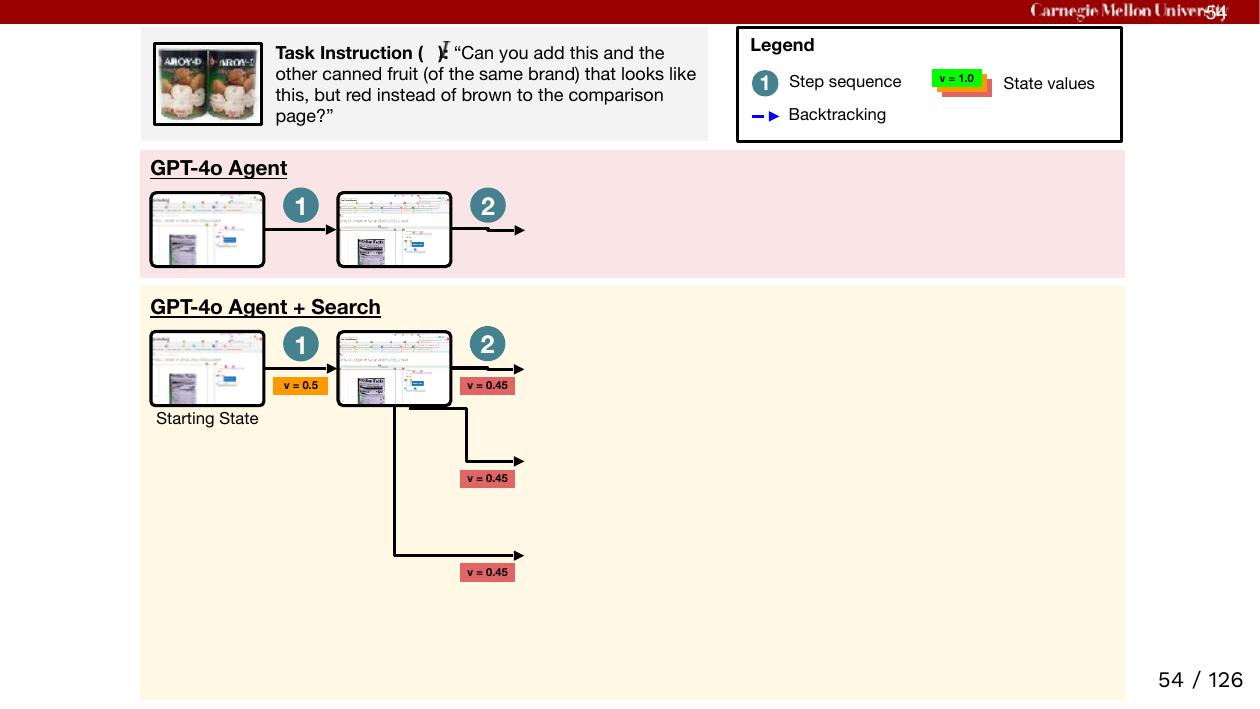 Carnegie Mellon University
54
Task Instruction ( ): “Can you add this and the
other canned fruit (of the same brand) that looks like
this, but red instead of brown to the comparison
page?”
AROY-D AROY-D
Legend
1 Step sequence
v = 1.0 State values
Backtracking
GPT-4o Agent
1
2
GPT-4o Agent + Search
1
2
v = 0.5
v = 0.45
Starting State
v = 0.45
v = 0.45
54 / 126